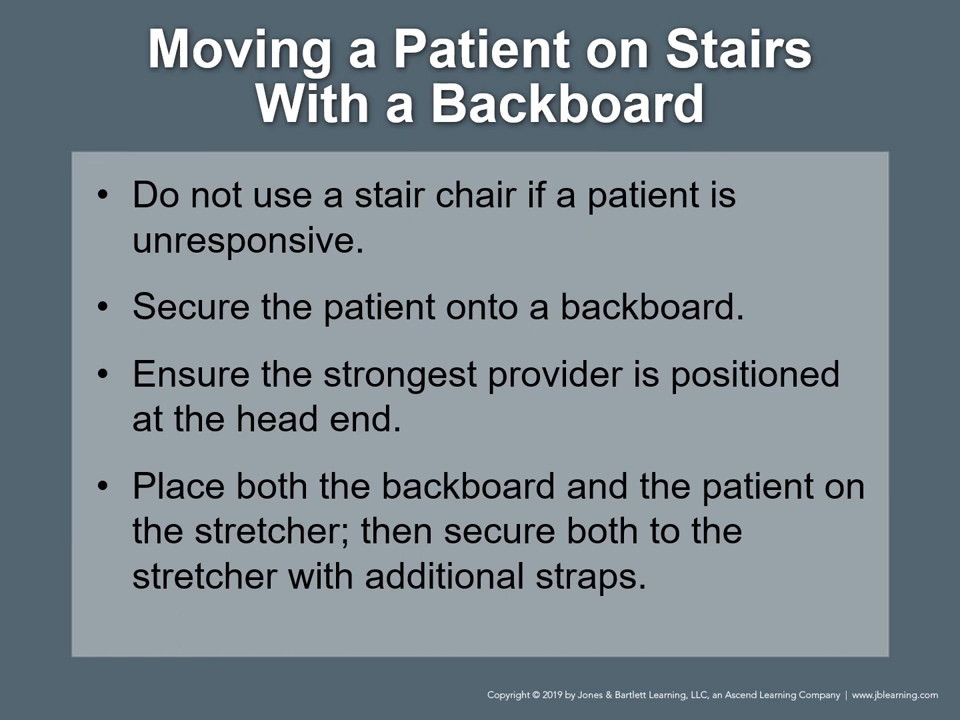 Moving a Patient on Stairs
With a Backboard
• Do not use a stair chair if a patient is
unresponsive.
• Secure the patient onto a backboard.
• Ensure the strongest provider is positioned
at the head end.
• Place both the backboard and the patient on
the stretcher; then secure both to the
stretcher with additional straps.
Copyright © 2019 by Jones & Bartlett Learning, LLC, an Ascend Learning Company | www.jblearning.com